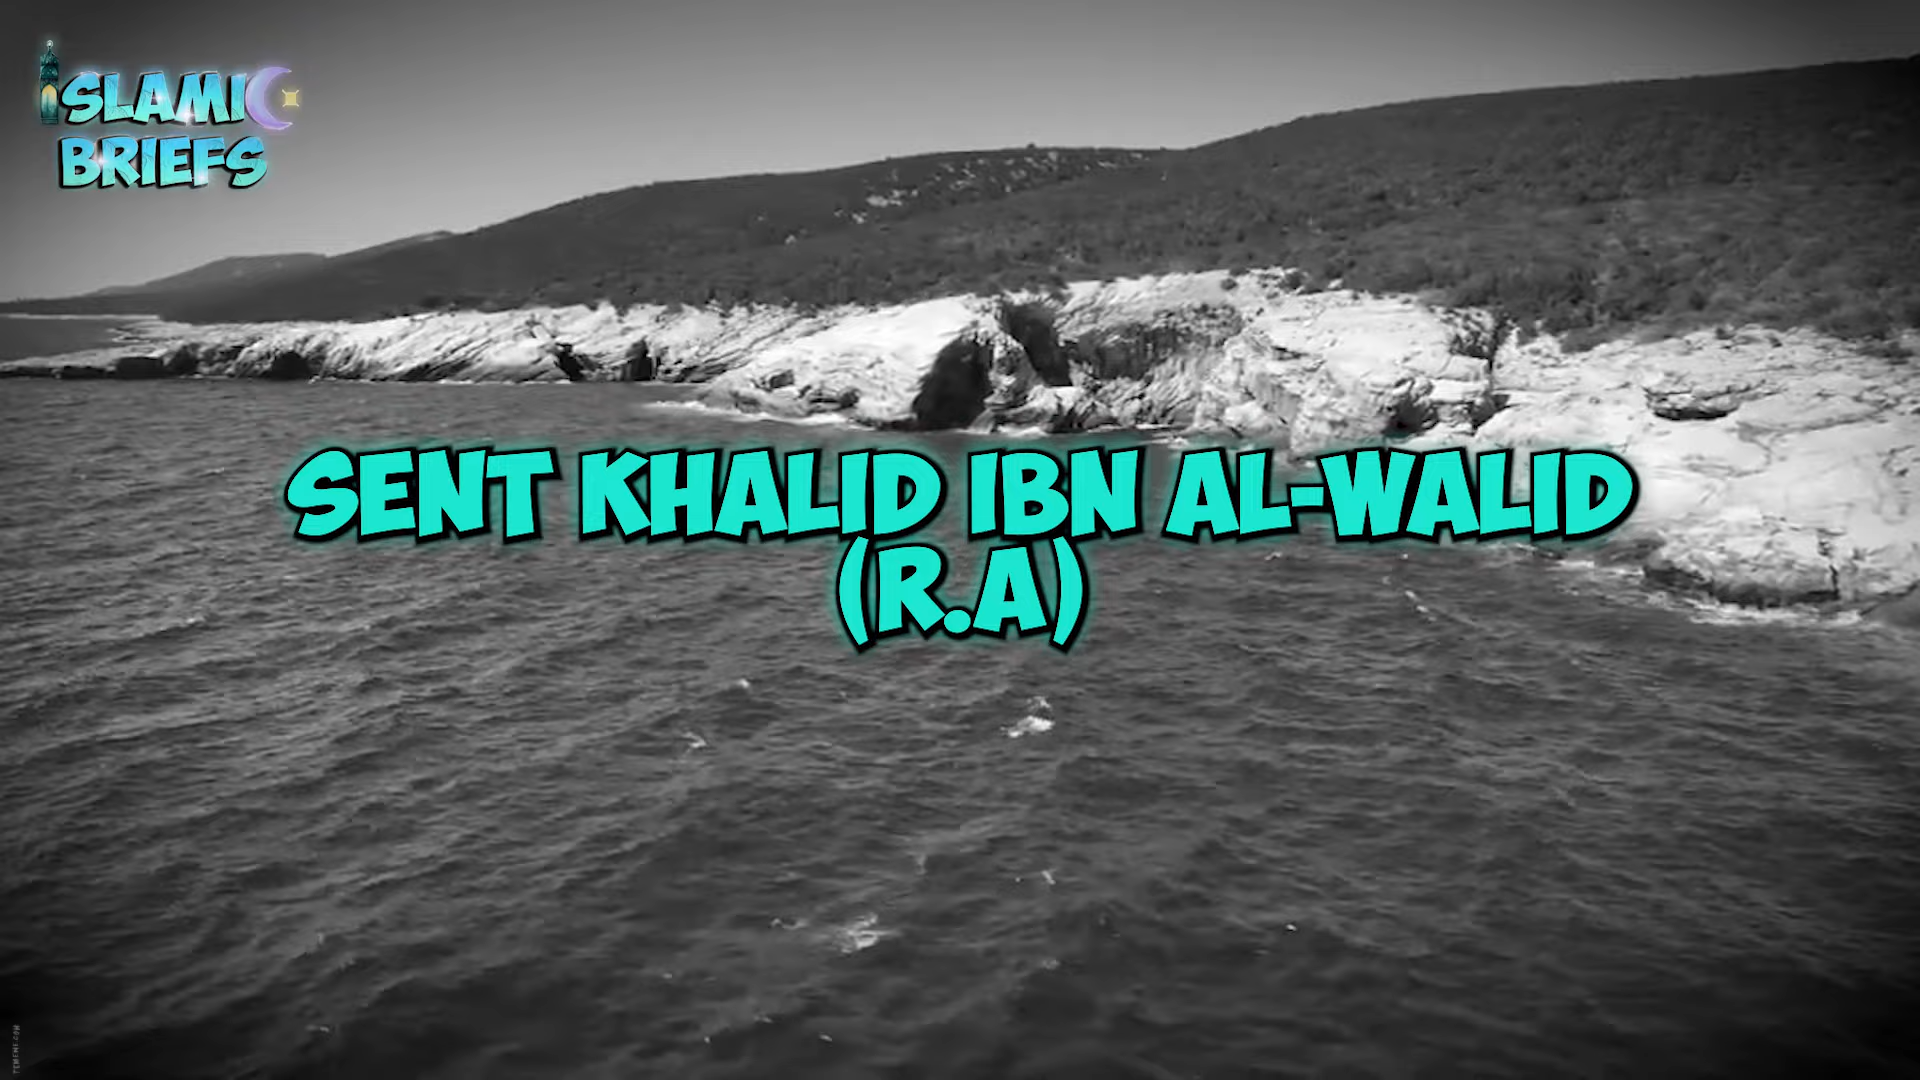 ISLAMIC
BRIEFS
SENT KHALID IBN AL-WALID
(R.A)